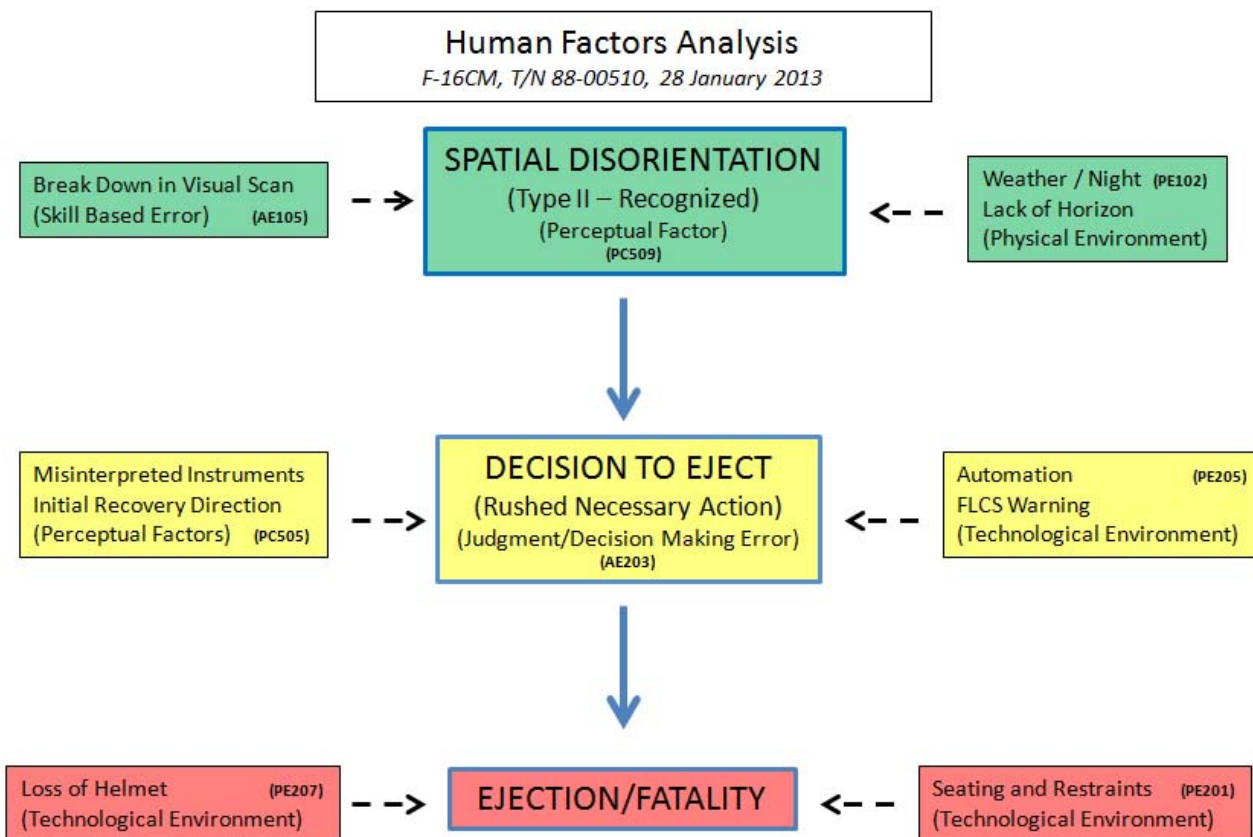 Human Factors Analysis
F-16CM, T/N 88-00510, 28 January 2013
Break Down in Visual Scan
(Skill Based Error) (AE105)
SPATIAL DISORIENTATION
(Type II – Recognized)
(Perceptual Factor)
(PC509)
Weather / Night (PE102)
Lack of Horizon
(Physical Environment)
Misinterpreted Instruments
Initial Recovery Direction
(Perceptual Factors) (PC505)
DECISION TO EJECT
(Rushed Necessary Action)
(Judgment/Decision Making Error)
(AE203)
Automation (PE205)
FLCS Warning
(Technological Environment)
Loss of Helmet (PE207)
(Technological Environment)
EJECTION/FATALITY
Seating and Restraints (PE201)
(Technological Environment)